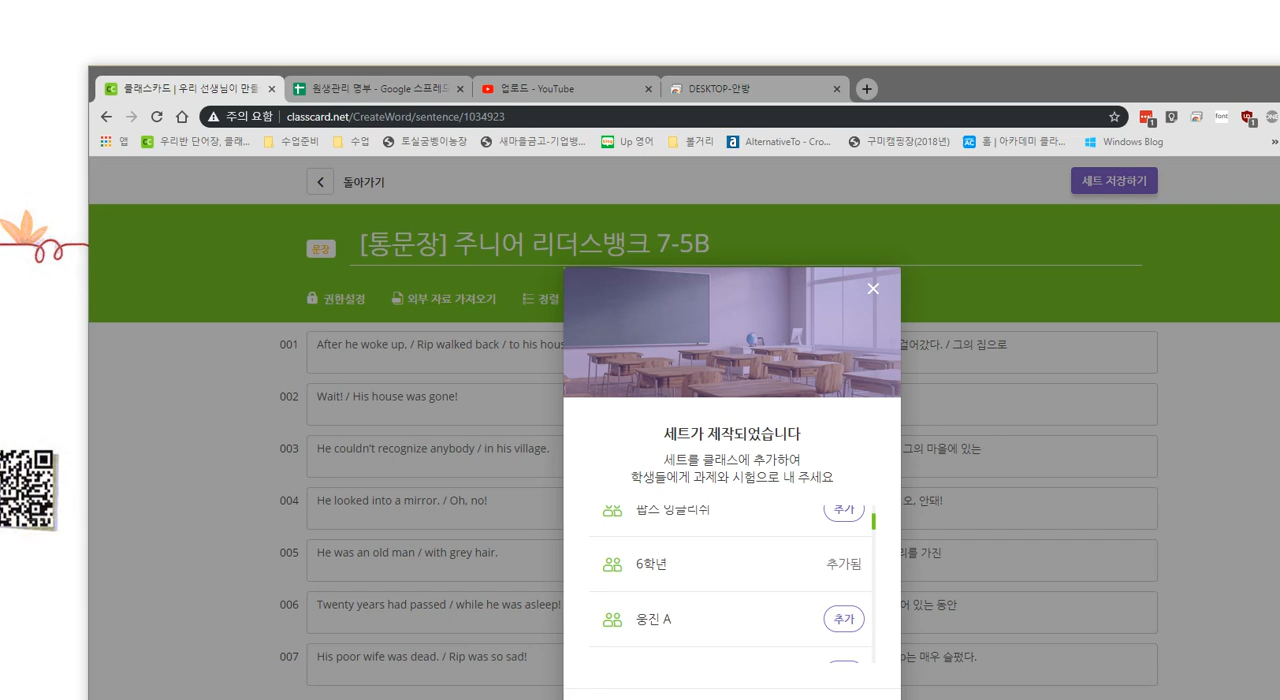 클래스카드 | 우리 선생님이 만든
원생관리 명부 - Google 스프레드
업로드 - YouTube
DESKTOP-안방
주의 요함 | classcard.net/CreateWord/sentence/1034923
앱
우리반 단어장, 클래...
수업준비
수업
토실굼벵이농장
새마을금고-기업뱅...
Up 영어
볼거리
AlternativeTo - Cro...
구미캠핑장(2018년)
홈 | 아카데미 클라...
Windows Blog
»
돌아가기
세트 저장하기
문장
[통문장] 주니어 리더스뱅크 7-5B
권한설정
외부 자료 가져오기
정렬
001 After he woke up, / Rip walked back / to his hous
걸어갔다. / 그의 집으로
002 Wait! / His house was gone!
003 He couldn't recognize anybody / in his village.
그의 마을에 있는
004 He looked into a mirror. / Oh, no!
오, 안돼!
005 He was an old man / with grey hair.
리를 가진
006 Twenty years had passed / while he was asleep!
어 있는 동안
007 His poor wife was dead. / Rip was so sad!
는 매우 슬펐다.
세트가 제작되었습니다
세트를 클래스에 추가하여
학생들에게 과제와 시험으로 내 주세요
팝스 잉글리쉬 추가
6학년 추가됨
웅진 A 추가